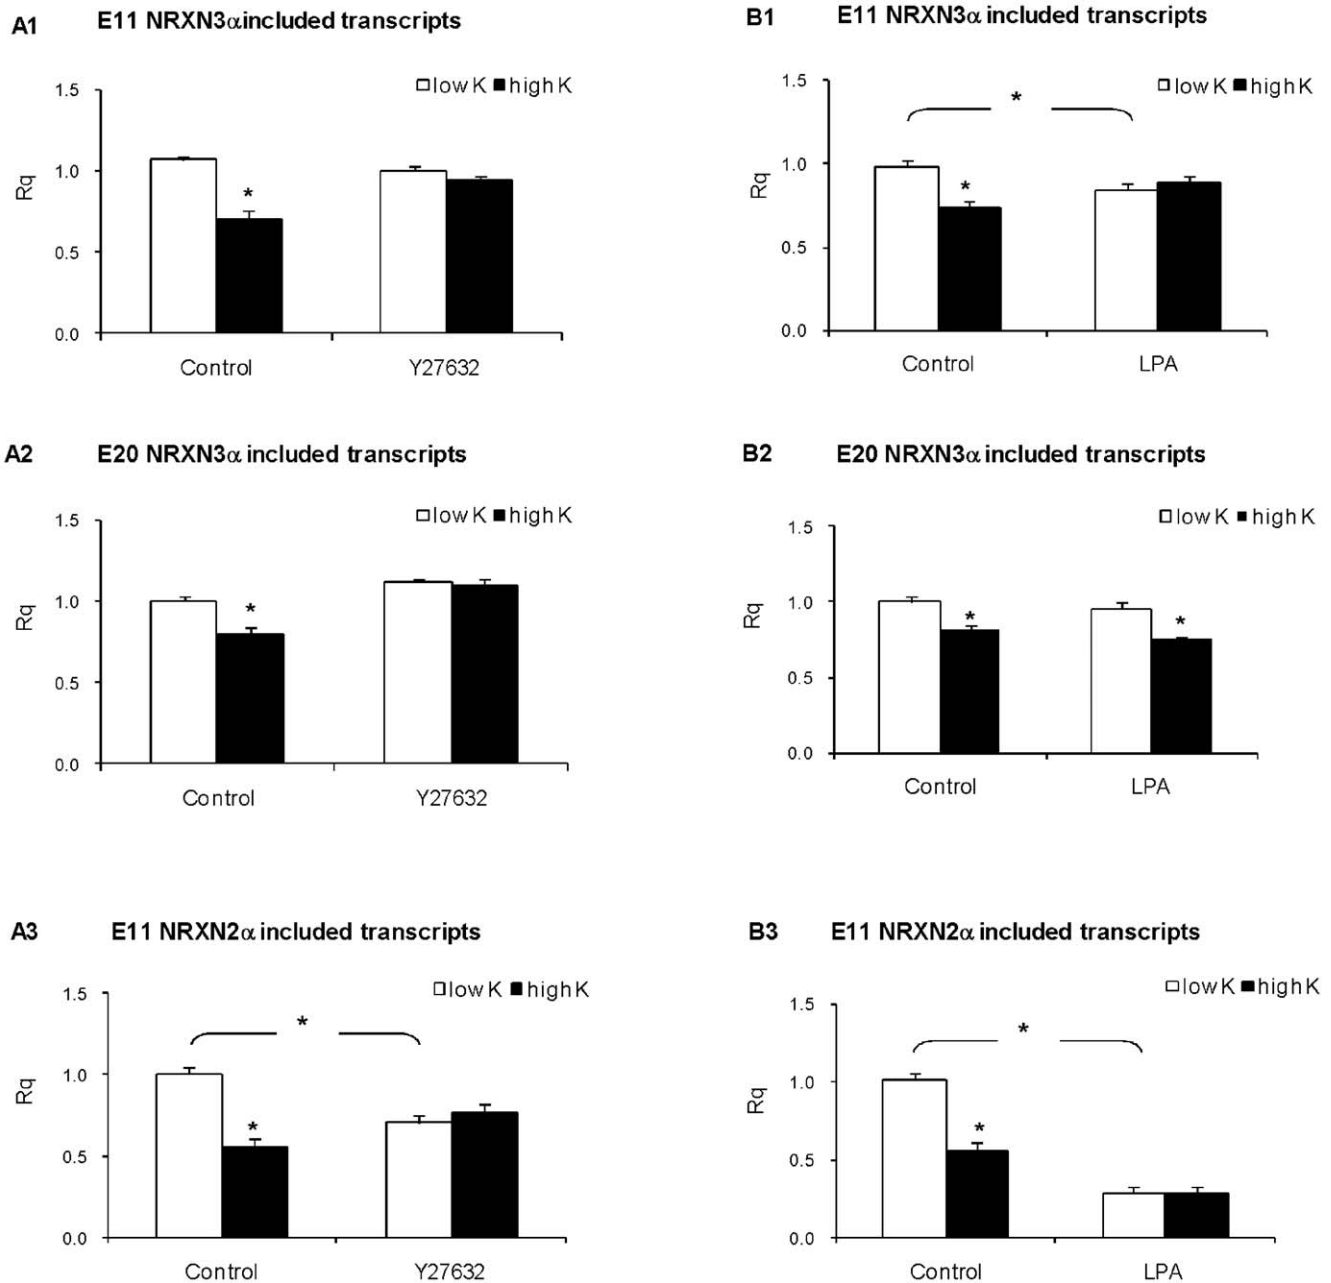 A1 E11 NRXN3α included transcripts
low K high K
1.5
*
1.0
Rq
0.5
0.0
Control Y27632
B1 E11 NRXN3α included transcripts
low K high K
1.5
*
1.0
*
Rq
0.5
0.0
Control LPA
A2 E20 NRXN3α included transcripts
low K high K
1.5
1.0
*
Rq
0.5
0.0
Control Y27632
B2 E20 NRXN3α included transcripts
low K high K
1.5
1.0
* *
Rq
0.5
0.0
Control LPA
A3 E11 NRXN2α included transcripts
low K high K
1.5
*
1.0
Rq
*
0.5
0.0
Control Y27632
B3 E11 NRXN2α included transcripts
low K high K
1.5
*
1.0
Rq
*
0.5
0.0
Control LPA